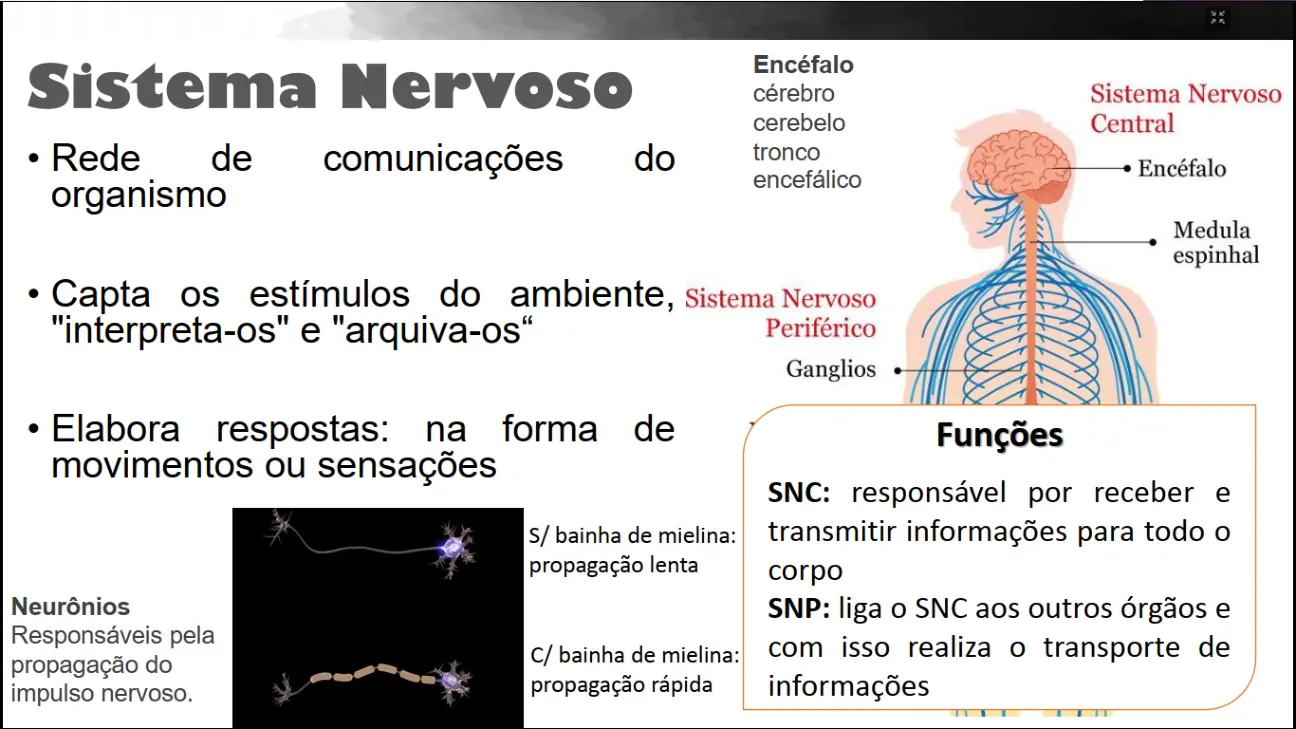 Sistema Nervoso
• Rede de comunicações do
organismo
• Capta os estímulos do ambiente,
"interpreta-os" e "arquiva-os“
• Elabora respostas: na forma de
movimentos ou sensações
Neurônios
Responsáveis pela
propagação do
impulso nervoso.
S/ bainha de mielina:
propagação lenta
C/ bainha de mielina:
propagação rápida
Encéfalo
cérebro
cerebelo
tronco
encefálico
Sistema Nervoso
Central
Encéfalo
Medula
espinhal
Sistema Nervoso
Periférico
Ganglios
Funções
SNC: responsável por receber e
transmitir informações para todo o
corpo
SNP: liga o SNC aos outros órgãos e
com isso realiza o transporte de
informações